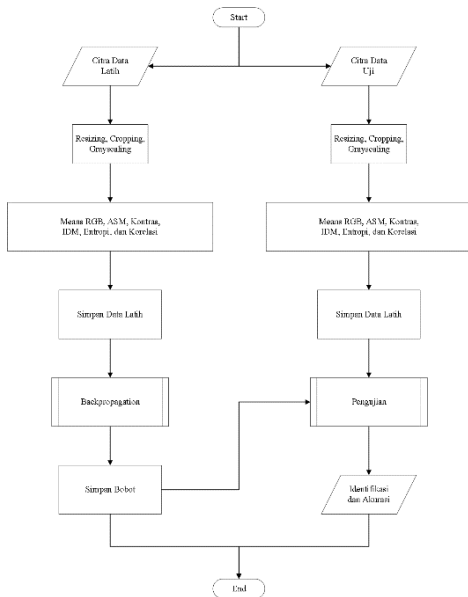 Start
Citra Data
Latih
Citra Data
Uji
Resizing, Cropping,
Grayscaling
Resizing, Cropping,
Grayscaling
Means RGB, ASM, Kontras,
IDM, Entropi, dan Korelasi
Means RGB, ASM, Kontras,
IDM, Entropi, dan Korelasi
Simpan Data Latih
Simpan Data Latih
Backpropagation
Pengujian
Simpan Bobot
Identifikasi
dan Akurasi
End